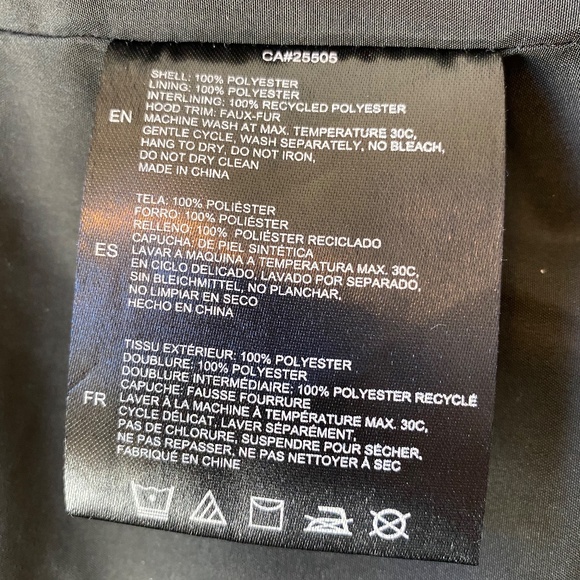 CA#25505
SHELL: 100% POLYESTER
LINING: 100% POLYESTER
INTERLINING: 100% RECYCLED POLYESTER
HOOD TRIM: FAUX-FUR
EN MACHINE WASH AT MAX. TEMPERATURE 30C,
GENTLE CYCLE, WASH SEPARATELY, NO BLEACH,
HANG TO DRY, DO NOT IRON,
DO NOT DRY CLEAN
MADE IN CHINA
TELA: 100% POLIÉSTER
FORRO: 100% POLIÉSTER
RELLENO: 100% POLIÉSTER RECICLADO
CAPUCHA: DE PIEL SINTÉTICA
ES LAVAR A MAQUINA A TEMPERATURA MAX. 30C,
EN CICLO DELICADO, LAVADO POR SEPARADO,
SIN BLEICHMITTEL, NO PLANCHAR,
NO LIMPIAR EN SECO
HECHO EN CHINA
TISSU EXTÉRIEUR: 100% POLYESTER
DOUBLURE: 100% POLYESTER
DOUBLURE INTERMÉDIAIRE: 100% POLYESTER RECYCLÉ
CAPUCHE: FAUSSE FOURRURE
FR LAVER À LA MACHINE À TEMPÉRATURE MAX. 30C,
CYCLE DÉLICAT, LAVER SÉPARÉMENT,
PAS DE CHLORURE, SUSPENDRE POUR SÉCHER,
NE PAS REPASSER, NE PAS NETTOYER À SEC
FABRIQUÉ EN CHINE